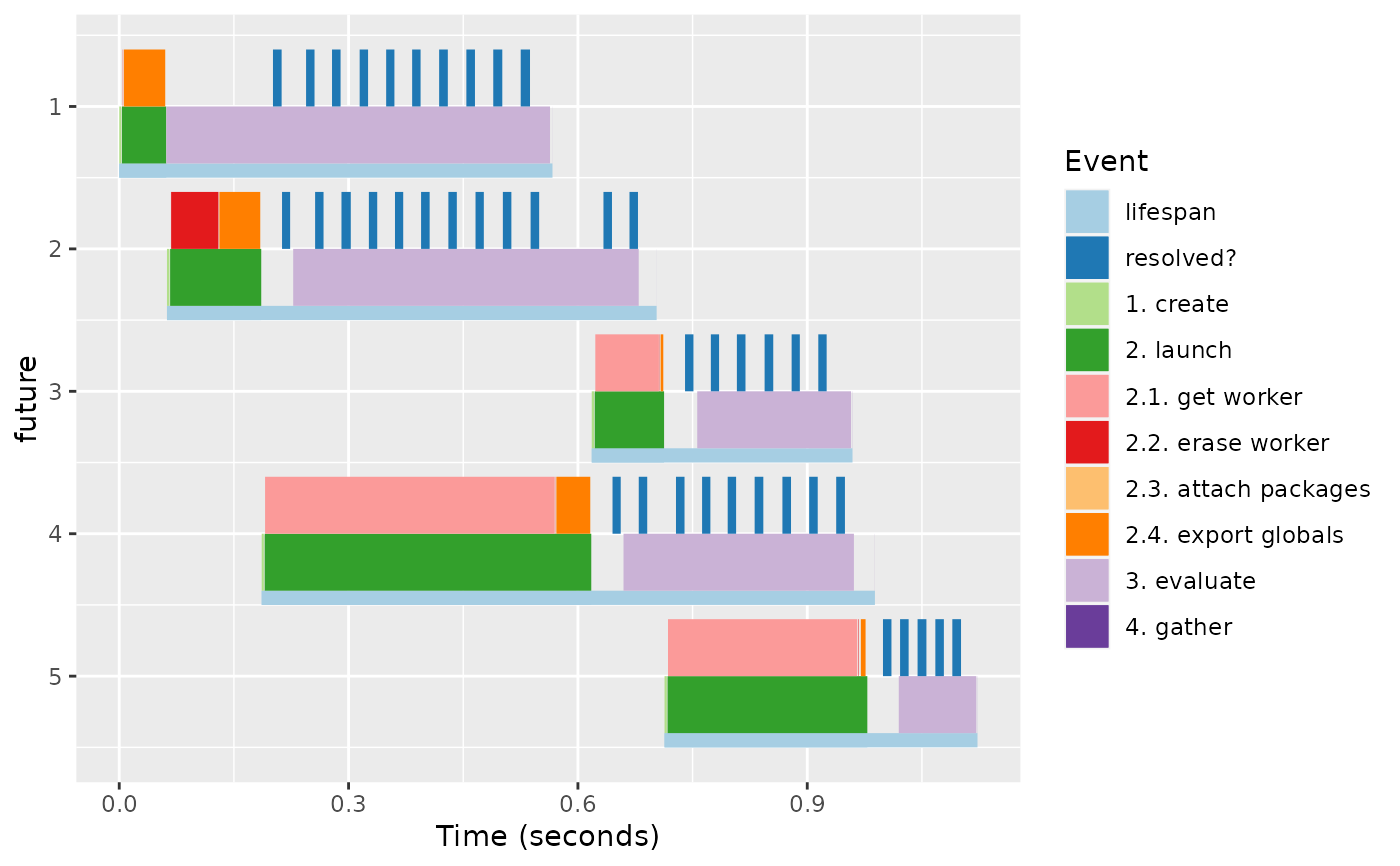 future
1
2
3
4
5
0.0 0.3 0.6 0.9
Time (seconds)
Event
lifespan
resolved?
1. create
2. launch
2.1. get worker
2.2. erase worker
2.3. attach packages
2.4. export globals
3. evaluate
4. gather